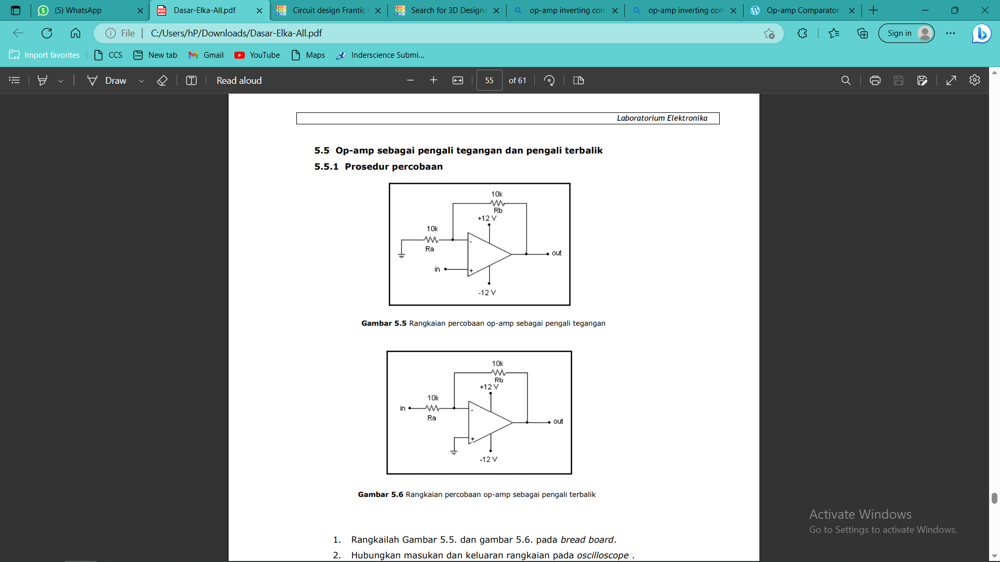 (5) WhatsApp
Dasar-Elka-All.pdf
Circuit design Frantic
Search for 3D Designs
op-amp inverting com
op-amp inverting com
Op-amp Comparator
File
C:/Users/hP/Downloads/Dasar-Elka-All.pdf
Sign in
Import favorites
CCS
New tab
Gmail
YouTube
Maps
Inderscience Submi...
Draw
Read aloud
55
of 61
Laboratorium Elektronika
5.5 Op-amp sebagai pengali tegangan dan pengali terbalik
5.5.1 Prosedur percobaan
10k
Rb
+12 V
10k
-
Ra
out
in
+
-12 V
Gambar 5.5 Rangkaian percobaan op-amp sebagai pengali tegangan
10k
Rb
+12 V
10k
in
-
Ra
out
+
-12 V
Gambar 5.6 Rangkaian percobaan op-amp sebagai pengali terbalik
1. Rangkailah Gambar 5.5. dan gambar 5.6. pada bread board.
2. Hubungkan masukan dan keluaran rangkaian pada oscilloscope .
Activate Windows
Go to Settings to activate Windows.